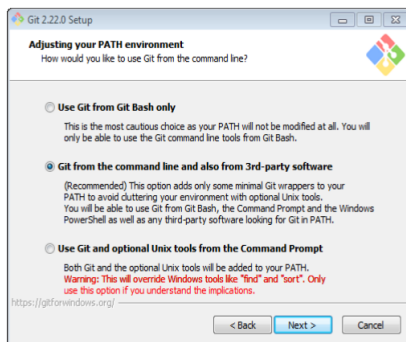 Git 2.22.0 Setup
Adjusting your PATH environment
How would you like to use Git from the command line?
Use Git from Git Bash only
This is the most cautious choice as your PATH will not be modified at all. You will
only be able to use the Git command line tools from Git Bash.
Git from the command line and also from 3rd-party software
(Recommended) This option adds only some minimal Git wrappers to your
PATH to avoid cluttering your environment with optional Unix tools.
You will be able to use Git from Git Bash, the Command Prompt and the Windows
PowerShell as well as any third-party software looking for Git in PATH.
Use Git and optional Unix tools from the Command Prompt
Both Git and the optional Unix tools will be added to your PATH.
Warning: This will override Windows tools like "find" and "sort". Only
use this option if you understand the implications.
https://gitforwindows.org/
< Back Next > Cancel